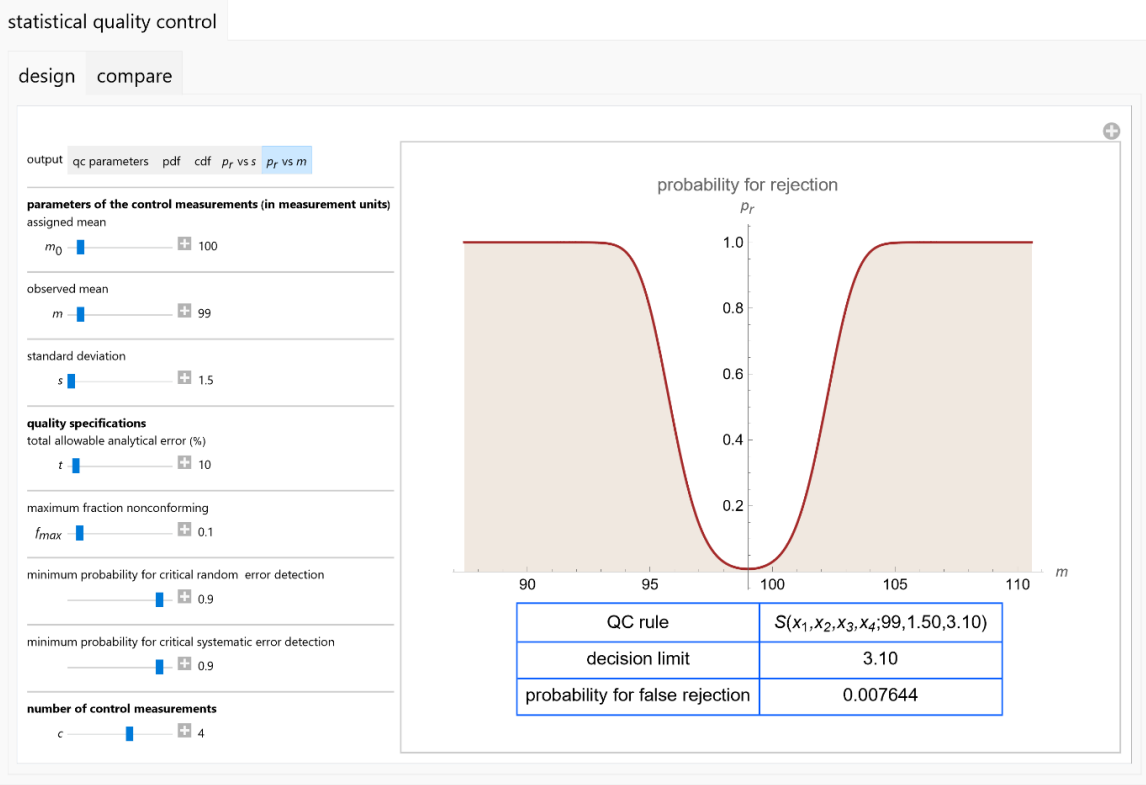 statistical quality control
design compare
output qc parameters pdf cdf pr vs s pr vs m
parameters of the control measurements (in measurement units)
assigned mean
m0 100
observed mean
m 99
standard deviation
s 1.5
quality specifications
total allowable analytical error (%)
t 10
maximum fraction nonconforming
fmax 0.1
minimum probability for critical random error detection
0.9
minimum probability for critical systematic error detection
0.9
number of control measurements
c 4
probability for rejection
pr
1.0
0.8
0.6
0.4
0.2
90 95 100 105 110 m
QC rule S(x1,x2,x3,x4;99,1.50,3.10)
decision limit 3.10
probability for false rejection 0.007644